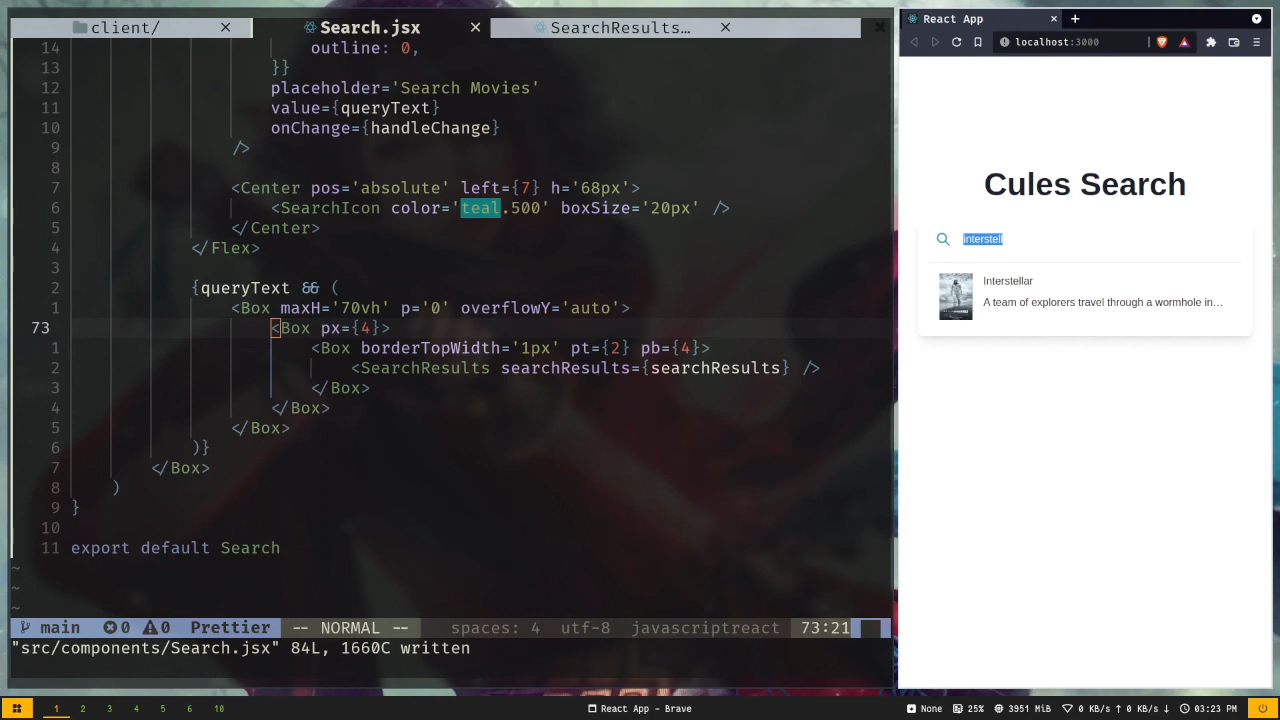 client/ ×
Search.jsx ×
SearchResults… ×
14 outline: 0,
13 }}
12 placeholder='Search Movies'
11 value={queryText}
10 onChange={handleChange}
9 />
8
7 <Center pos='absolute' left={7} h='68px'>
6 <SearchIcon color='teal.500' boxSize='20px' />
5 </Center>
4 </Flex>
3
2 {queryText && (
1 <Box maxH='70vh' p='0' overflowY='auto'>
73 <Box px={4}>
1 <Box borderTopWidth='1px' pt={2} pb={4}>
2 <SearchResults searchResults={searchResults} />
3 </Box>
4 </Box>
5 </Box>
6 )}
7 </Box>
8 )
9 }
10
11 export default Search
~
~
~
main 0 0 Prettier -- NORMAL -- spaces: 4 utf-8 javascriptreact 73:21
"src/components/Search.jsx" 84L, 1660C written
React App × +
localhost:3000
Cules Search
interstell
Interstellar
A team of explorers travel through a wormhole in…
1 2 3 4 5 6 10
React App - Brave
None 25% 3951 MiB 0 KB/s ↑ 0 KB/s ↓ 03:23 PM